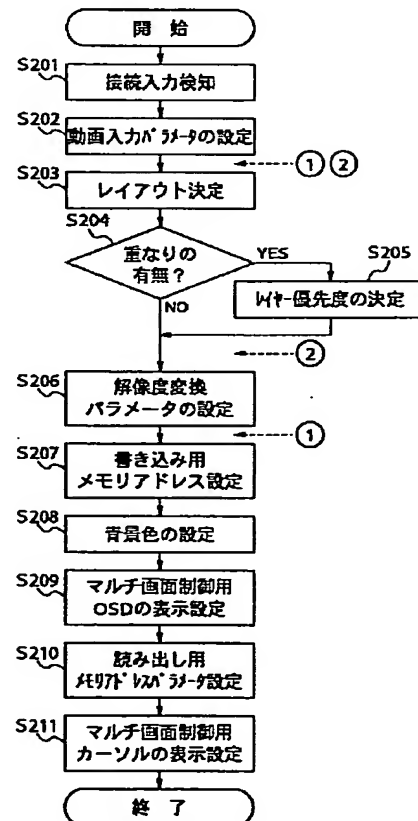 開 始
S201
接続入力検知
S202
動画入力ﾊﾟﾗﾒｰﾀの設定
① ②
S203
レイアウト決定
S204
重なりの
有無？
YES
S205
ﾚｲﾔｰ優先度の決定
NO
②
S206
解像度変換
パラメータの設定
①
S207
書き込み用
メモリアドレス設定
S208
背景色の設定
S209
マルチ画面制御用
OSDの表示設定
S210
読み出し用
ﾒﾓﾘｱﾄﾞﾚｽﾊﾟﾗﾒｰﾀ設定
S211
マルチ画面制御用
カーソルの表示設定
終 了